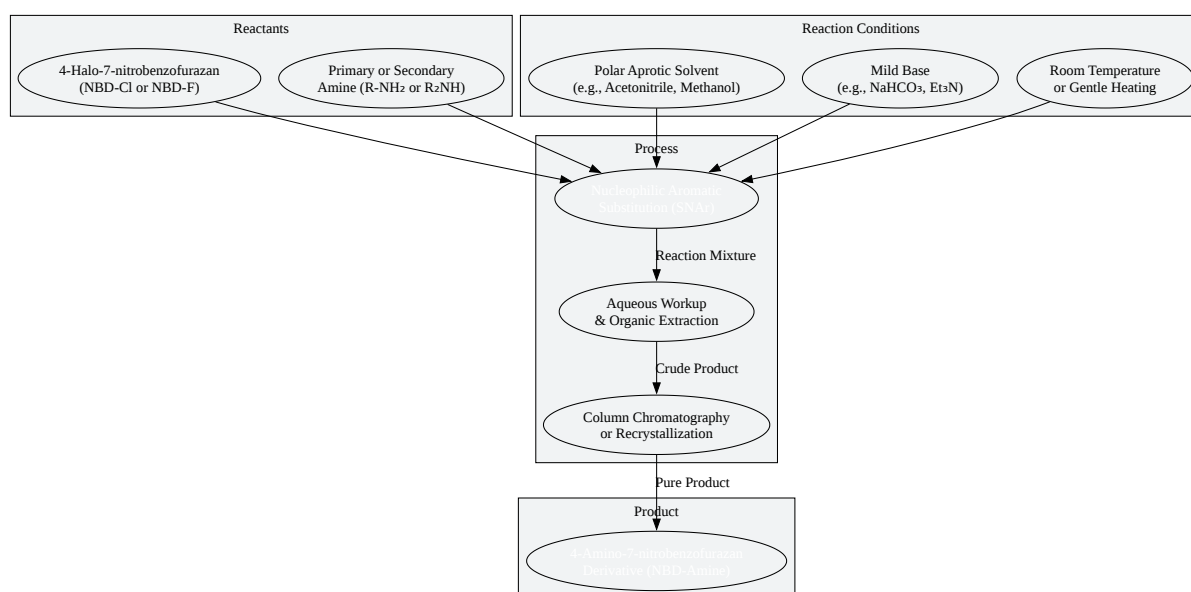 Reactants
4-Halo-7-nitrobenzofurazan
(NBD-Cl or NBD-F)
Primary or Secondary
Amine (R-NH₂ or R₂NH)
Reaction Conditions
Polar Aprotic Solvent
(e.g., Acetonitrile, Methanol)
Mild Base
(e.g., NaHCO₃, Et₃N)
Room Temperature
or Gentle Heating
Process
Nucleophilic Aromatic
Substitution (SNAr)
Reaction Mixture
Aqueous Workup
& Organic Extraction
Crude Product
Column Chromatography
or Recrystallization
Pure Product
Product
4-Amino-7-nitrobenzofurazan
Derivative (NBD-Amine)